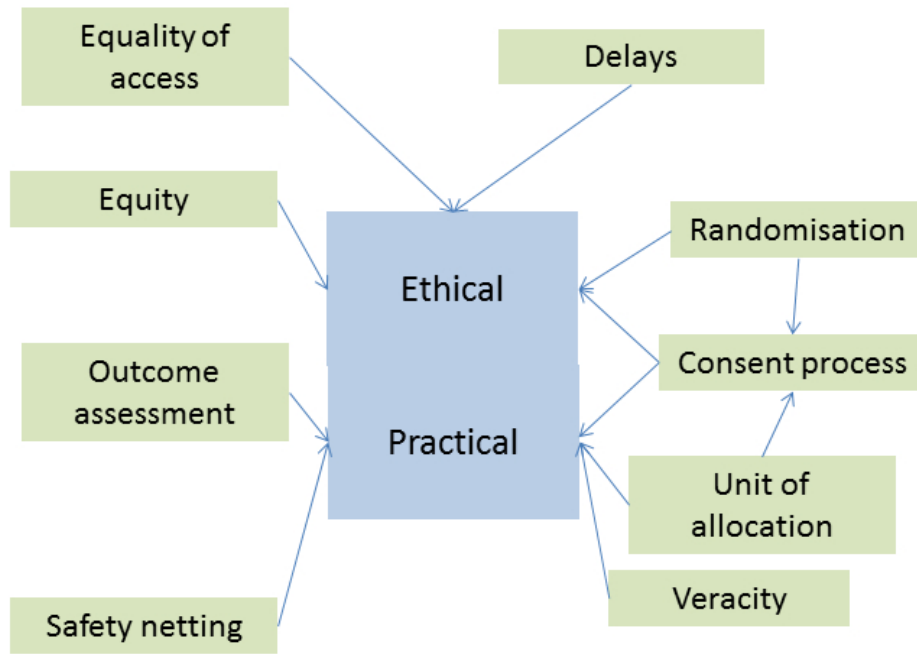 Equality of
access
Delays
Equity
Randomisation
Ethical
Consent process
Outcome
assessment
Practical
Unit of
allocation
Veracity
Safety netting